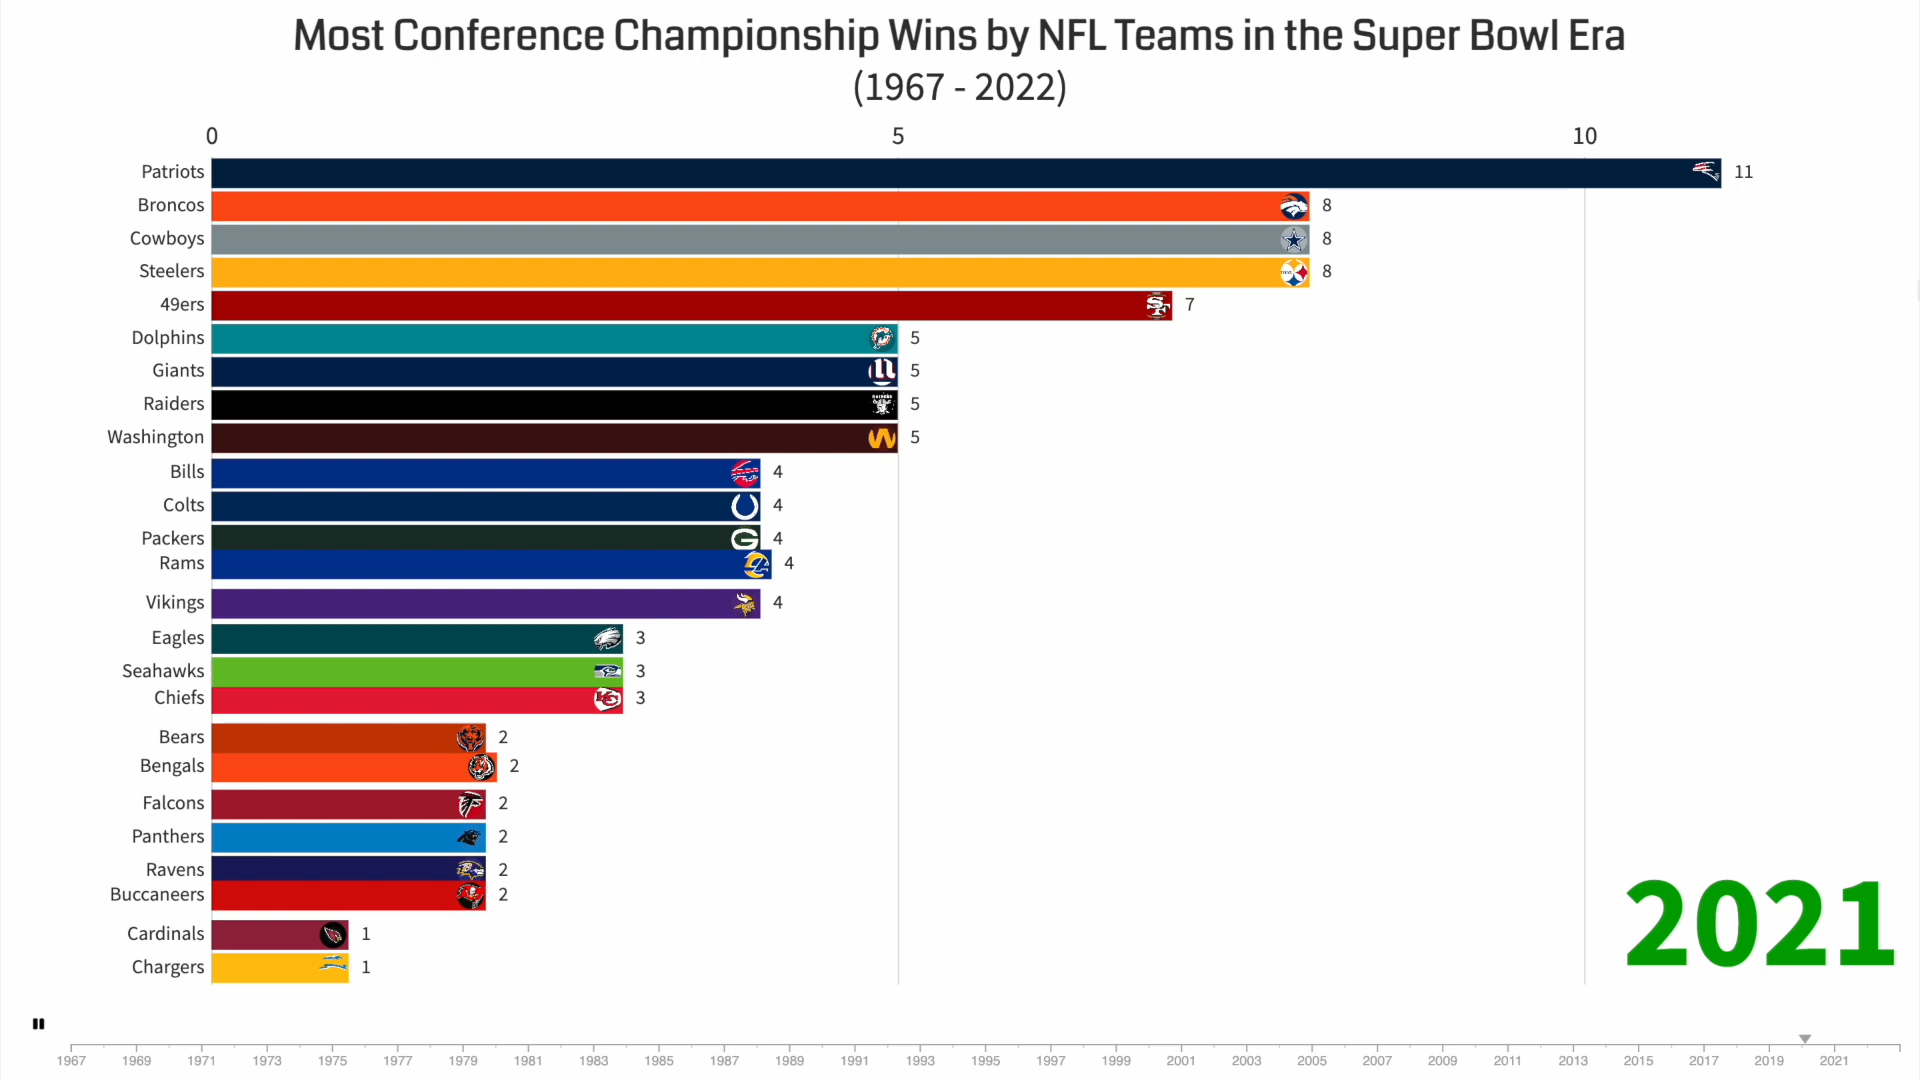 Most Conference Championship Wins by NFL Teams in the Super Bowl Era
(1967 - 2022)
0 5 10
Patriots 11
Broncos 8
Cowboys 8
Steelers 8
49ers 7
Dolphins 5
Giants 5
Raiders 5
Washington 5
Bills 4
Colts 4
Packers 4
Rams 4
Vikings 4
Eagles 3
Seahawks 3
Chiefs 3
Bears 2
Bengals 2
Falcons 2
Panthers 2
Ravens 2
Buccaneers 2
Cardinals 1
Chargers 1
2021
1967 1969 1971 1973 1975 1977 1979 1981 1983 1985 1987 1989 1991 1993 1995 1997 1999 2001 2003 2005 2007 2009 2011 2013 2015 2017 2019 2021